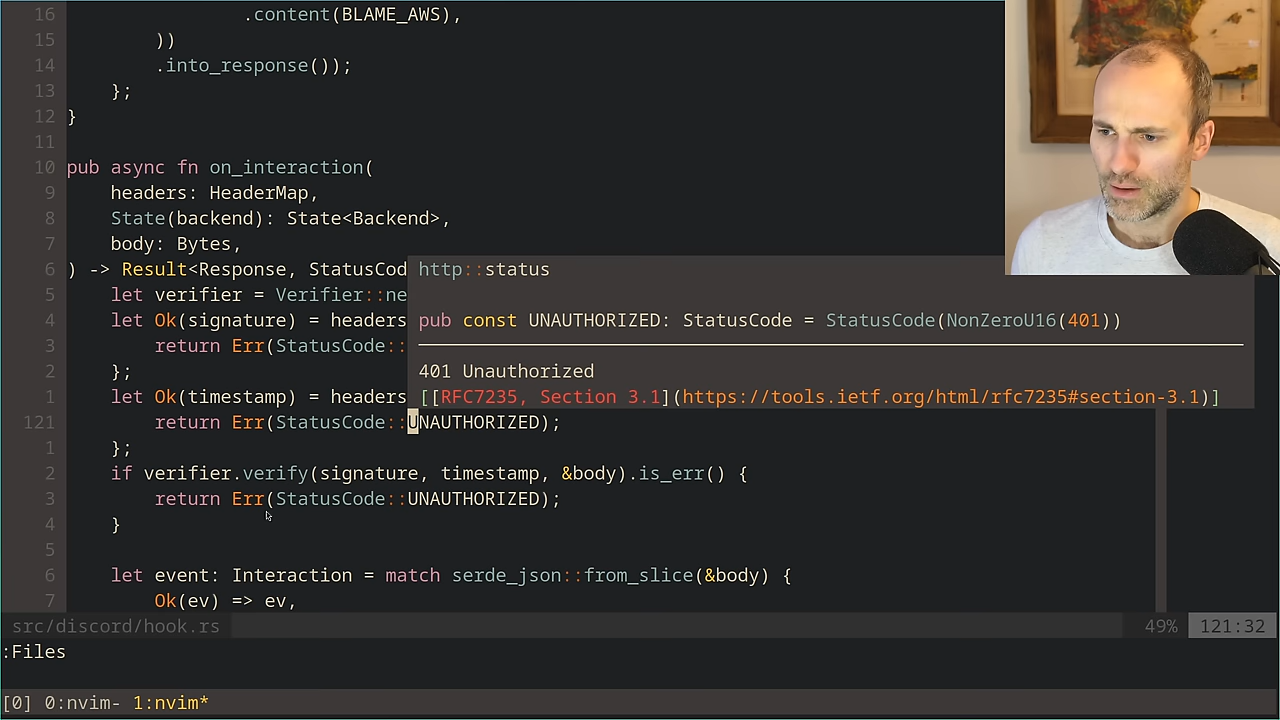 16 .content(BLAME_AWS),
15 ))
14 .into_response());
13 };
12 }
11
10 pub async fn on_interaction(
9 headers: HeaderMap,
8 State(backend): State<Backend>,
7 body: Bytes,
6 ) -> Result<Response, StatusCod
5 let verifier = Verifier::ne
4 let Ok(signature) = headers
3 return Err(StatusCode::
2 };
1 let Ok(timestamp) = headers
121 return Err(StatusCode::UNAUTHORIZED);
1 };
2 if verifier.verify(signature, timestamp, &body).is_err() {
3 return Err(StatusCode::UNAUTHORIZED);
4 }
5
6 let event: Interaction = match serde_json::from_slice(&body) {
7 Ok(ev) => ev,
http::status
pub const UNAUTHORIZED: StatusCode = StatusCode(NonZeroU16(401))
401 Unauthorized
[[RFC7235, Section 3.1](https://tools.ietf.org/html/rfc7235#section-3.1)]
src/discord/hook.rs 49% 121:32
:Files
[0] 0:nvim- 1:nvim*